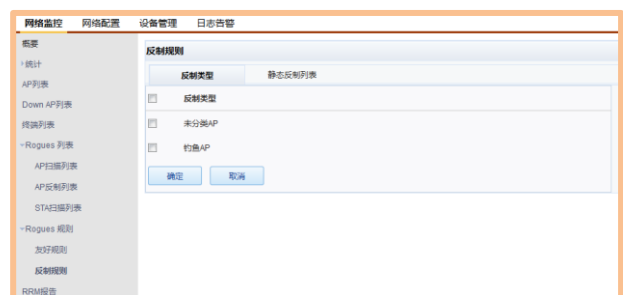 网络监控 网络配置 设备管理 日志告警
概要
统计
AP列表
Down AP列表
终端列表
Rogues 列表
AP扫描列表
AP反制列表
STA扫描列表
Rogues 规则
友好规则
反制规则
RRM报告
反制规则
反制类型 静态反制列表
反制类型
未分类AP
钓鱼AP
确定 取消